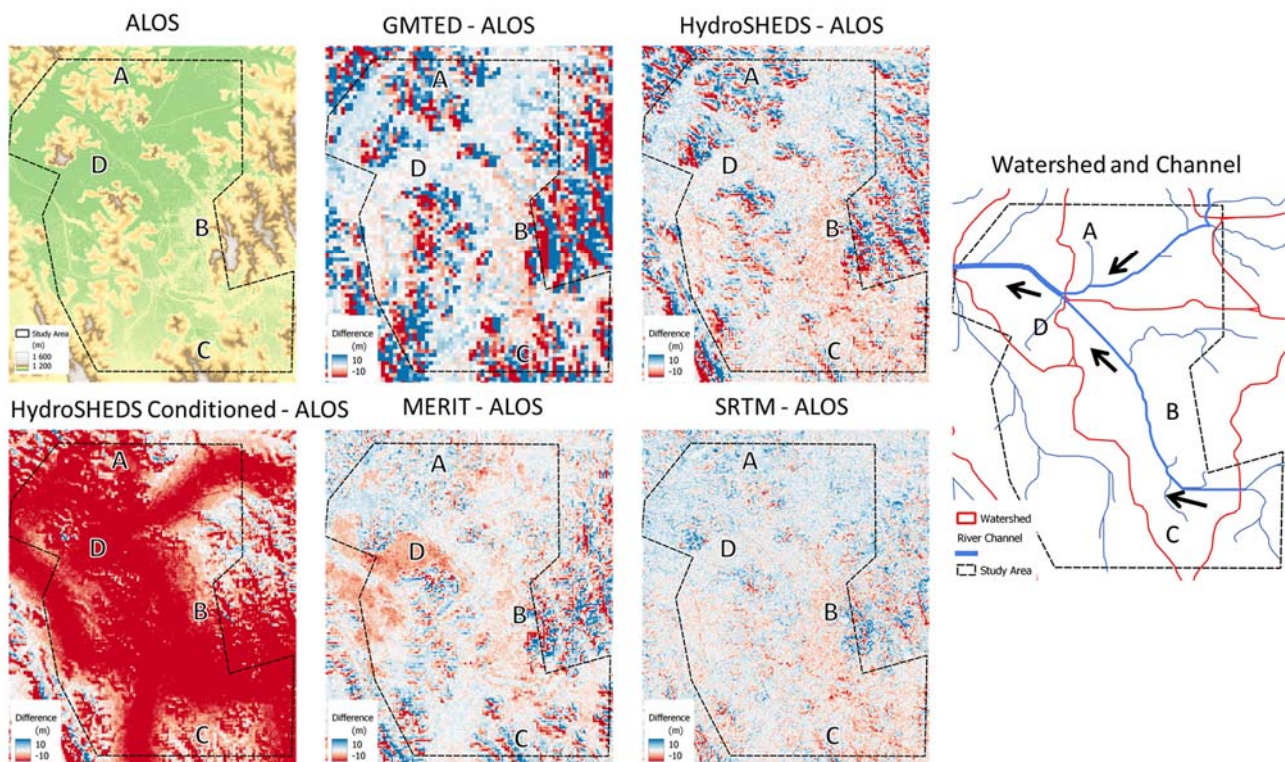 ALOS
GMTED - ALOS
HydroSHEDS - ALOS
A
D
B
C
Study Area
(m)
1 600
1 200
A
D
B
C
Difference
(m)
10
-10
A
D
B
C
Difference
(m)
10
-10
Watershed and Channel
A
D
B
C
Watershed
River Channel
Study Area
HydroSHEDS Conditioned - ALOS
MERIT - ALOS
SRTM - ALOS
A
D
B
C
Difference
(m)
10
-10
A
D
B
C
Difference
(m)
10
-10
A
D
B
C
Difference
(m)
10
-10